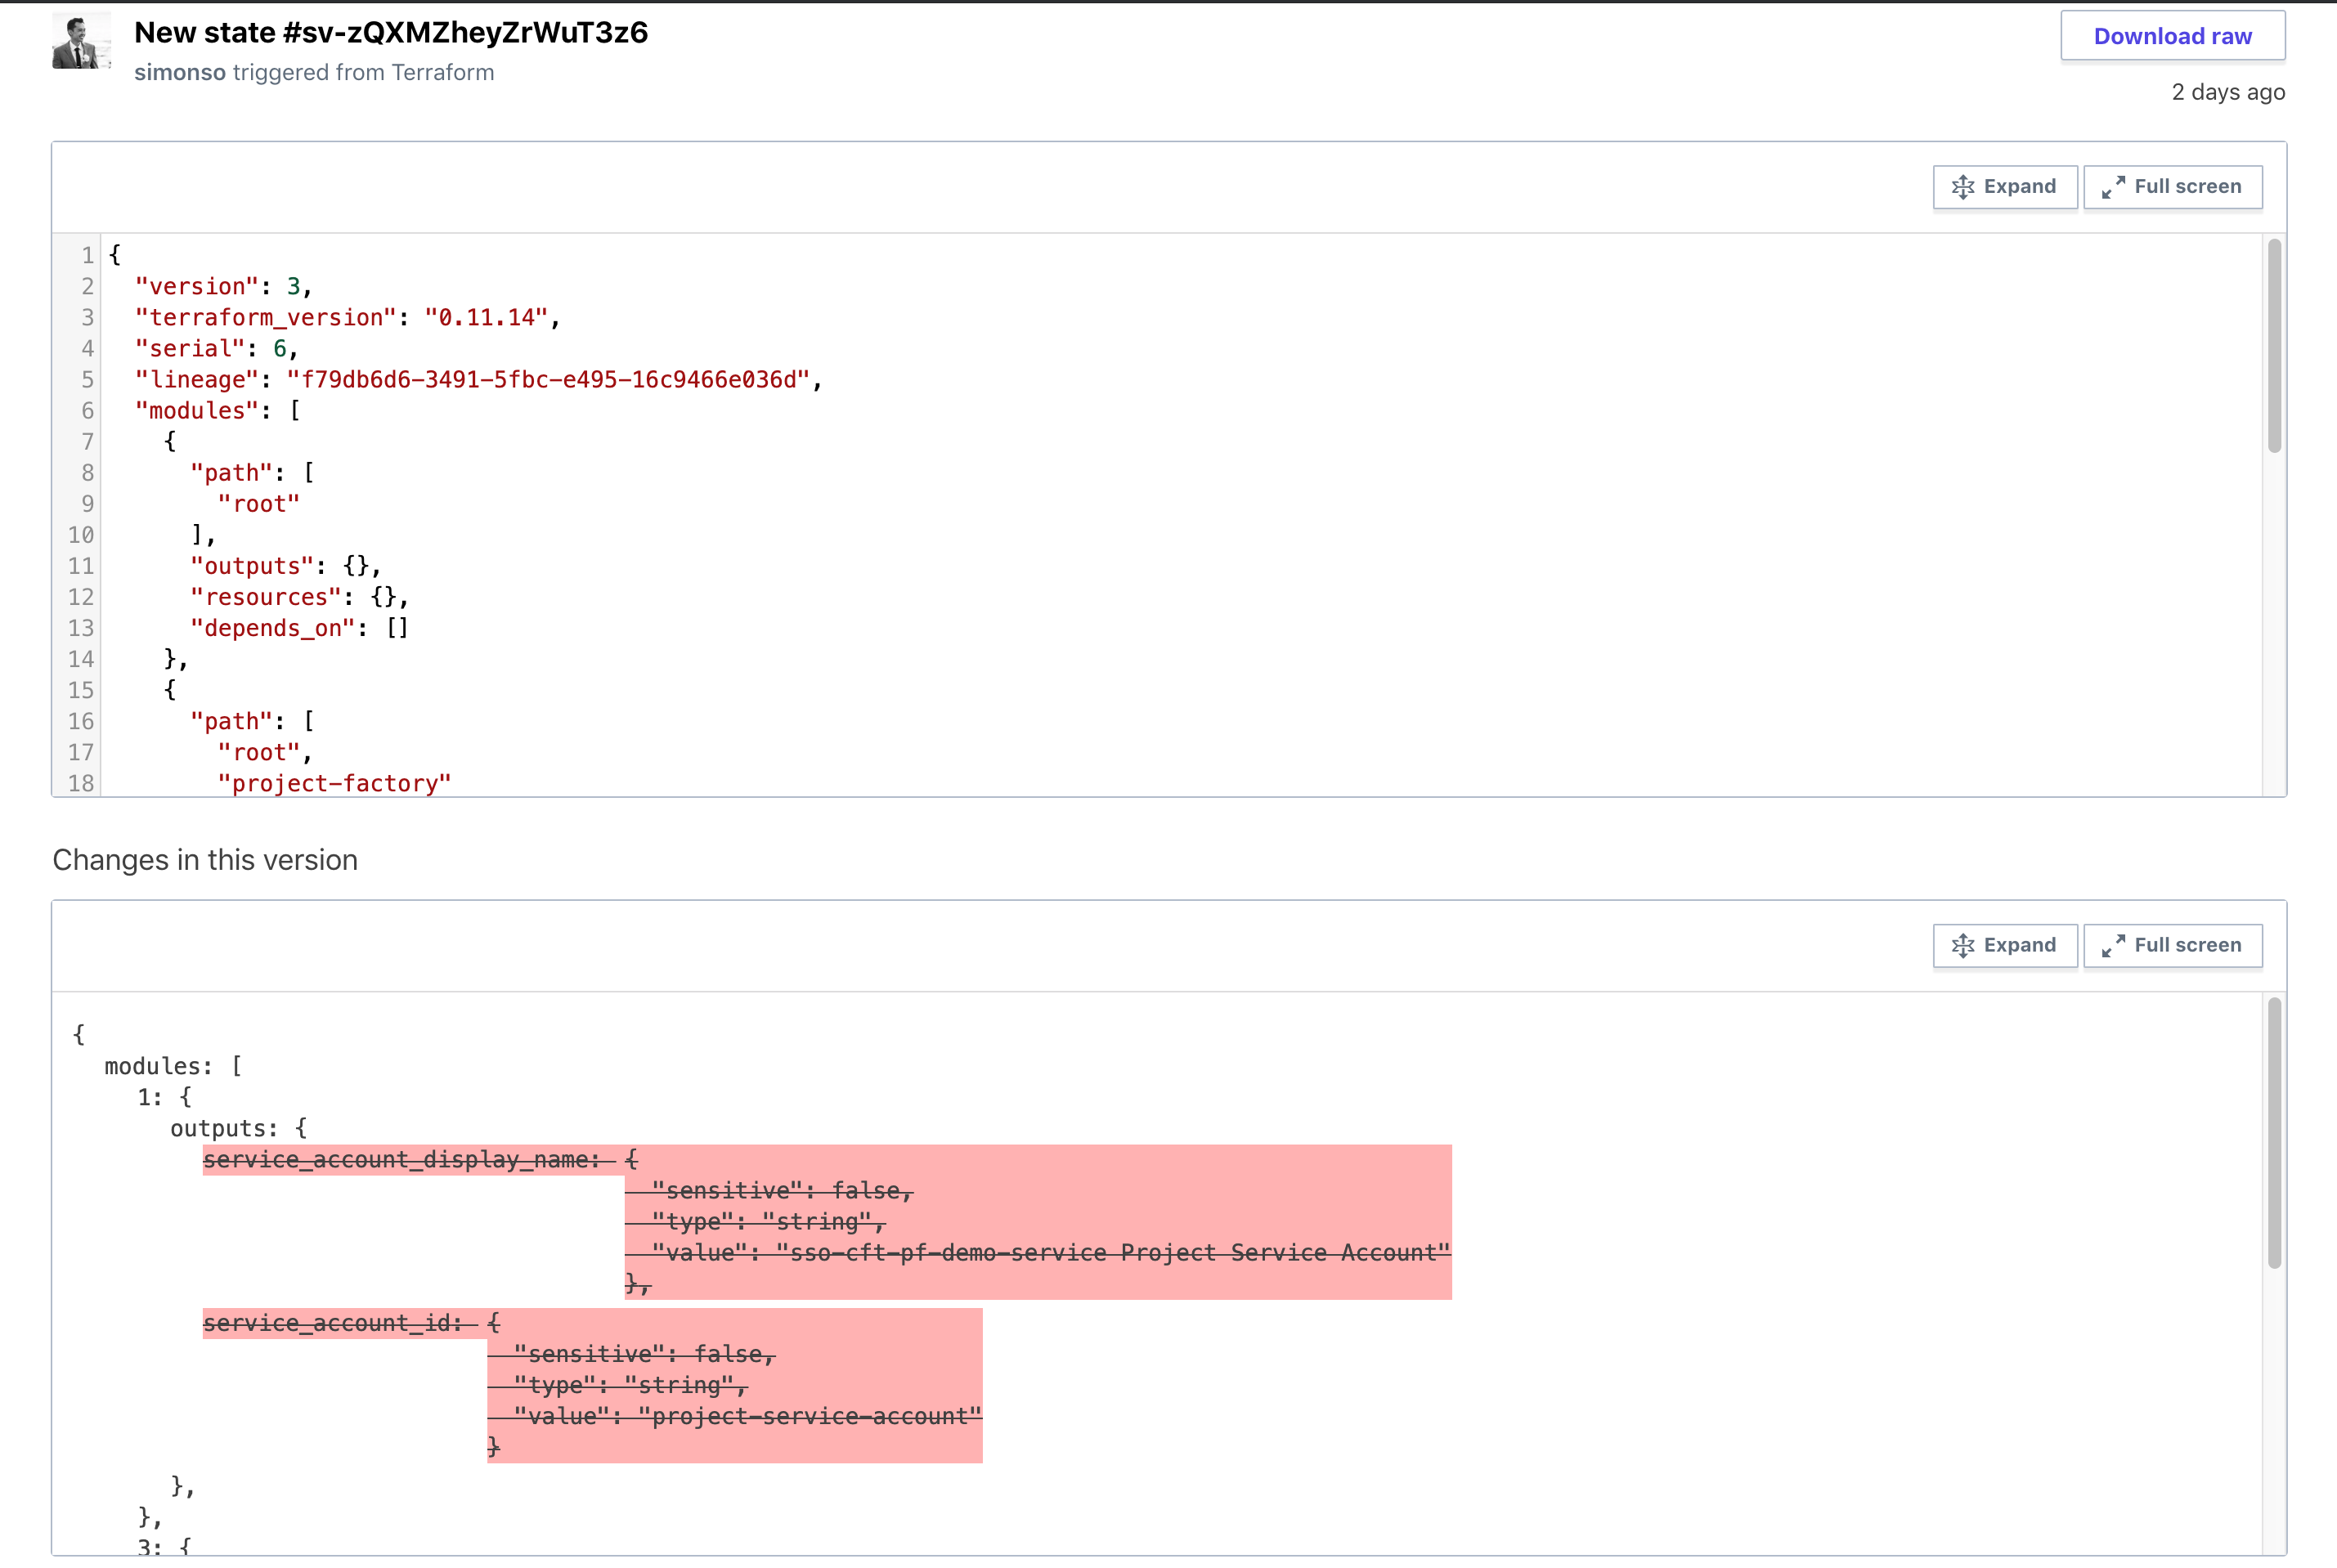 New state #sv-zQXMZheyZrWuT3z6
simonso triggered from Terraform
Download raw
2 days ago
Expand
Full screen
1 {
2 "version": 3,
3 "terraform_version": "0.11.14",
4 "serial": 6,
5 "lineage": "f79db6d6-3491-5fbc-e495-16c9466e036d",
6 "modules": [
7 {
8 "path": [
9 "root"
10 ],
11 "outputs": {},
12 "resources": {},
13 "depends_on": []
14 },
15 {
16 "path": [
17 "root",
18 "project-factory"
Changes in this version
Expand
Full screen
{
modules: [
1: {
outputs: {
service_account_display_name: {
"sensitive": false,
"type": "string",
"value": "sso-cft-pf-demo-service Project Service Account"
},
service_account_id: {
"sensitive": false,
"type": "string",
"value": "project-service-account"
}
},
},
3: {